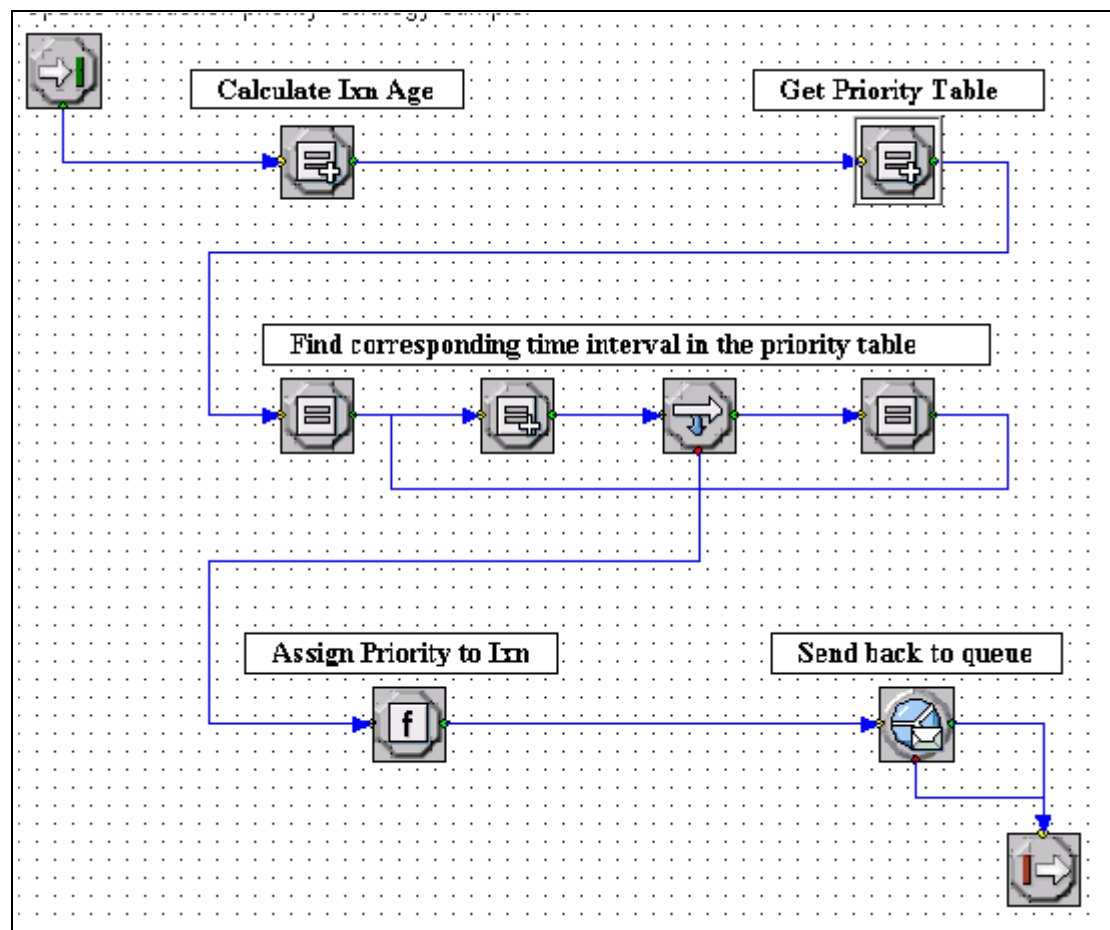 Calculate Ixn Age
Get Priority Table
Find corresponding time interval in the priority table
Assign Priority to Ixn
f
Send back to queue